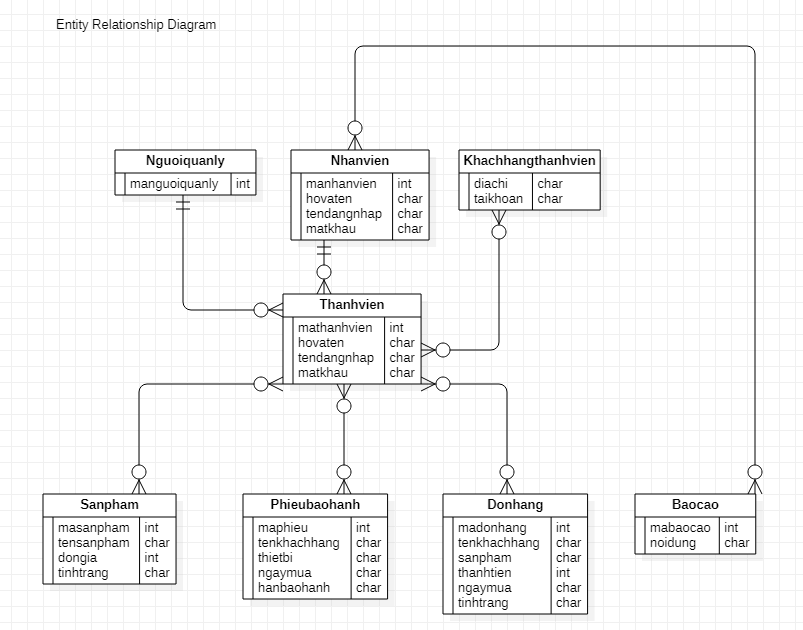 Entity Relationship Diagram
Nguoiquanly
manguoiquanly int
Nhanvien
manhanvien int
hovaten char
tendangnhap char
matkhau char
Khachhangthanhvien
diachi char
taikhoan char
Thanhvien
mathanhvien int
hovaten char
tendangnhap char
matkhau char
Sanpham
masanpham int
tensanpham char
dongia int
tinhtrang char
Phieubaohanh
maphieu int
tenkhachhang char
thietbi char
ngaymua char
hanbaohanh char
Donhang
madonhang int
tenkhachhang char
sanpham char
thanhtien int
ngaymua char
tinhtrang char
Baocao
mabaocao int
noidung char